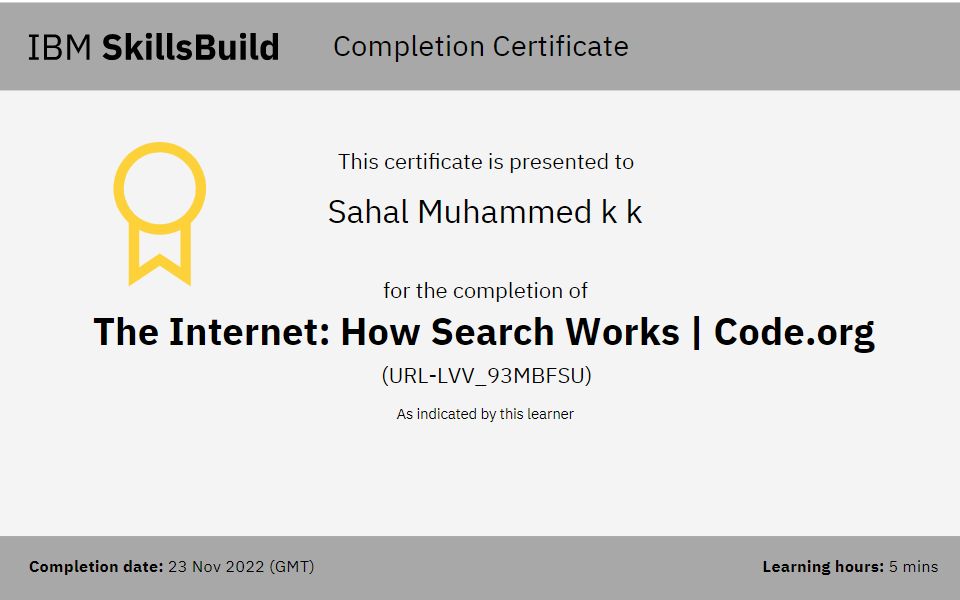 IBM SkillsBuild Completion Certificate
This certificate is presented to
Sahal Muhammed k k
for the completion of
The Internet: How Search Works | Code.org
(URL-LVV_93MBFSU)
As indicated by this learner
Completion date: 23 Nov 2022 (GMT)
Learning hours: 5 mins